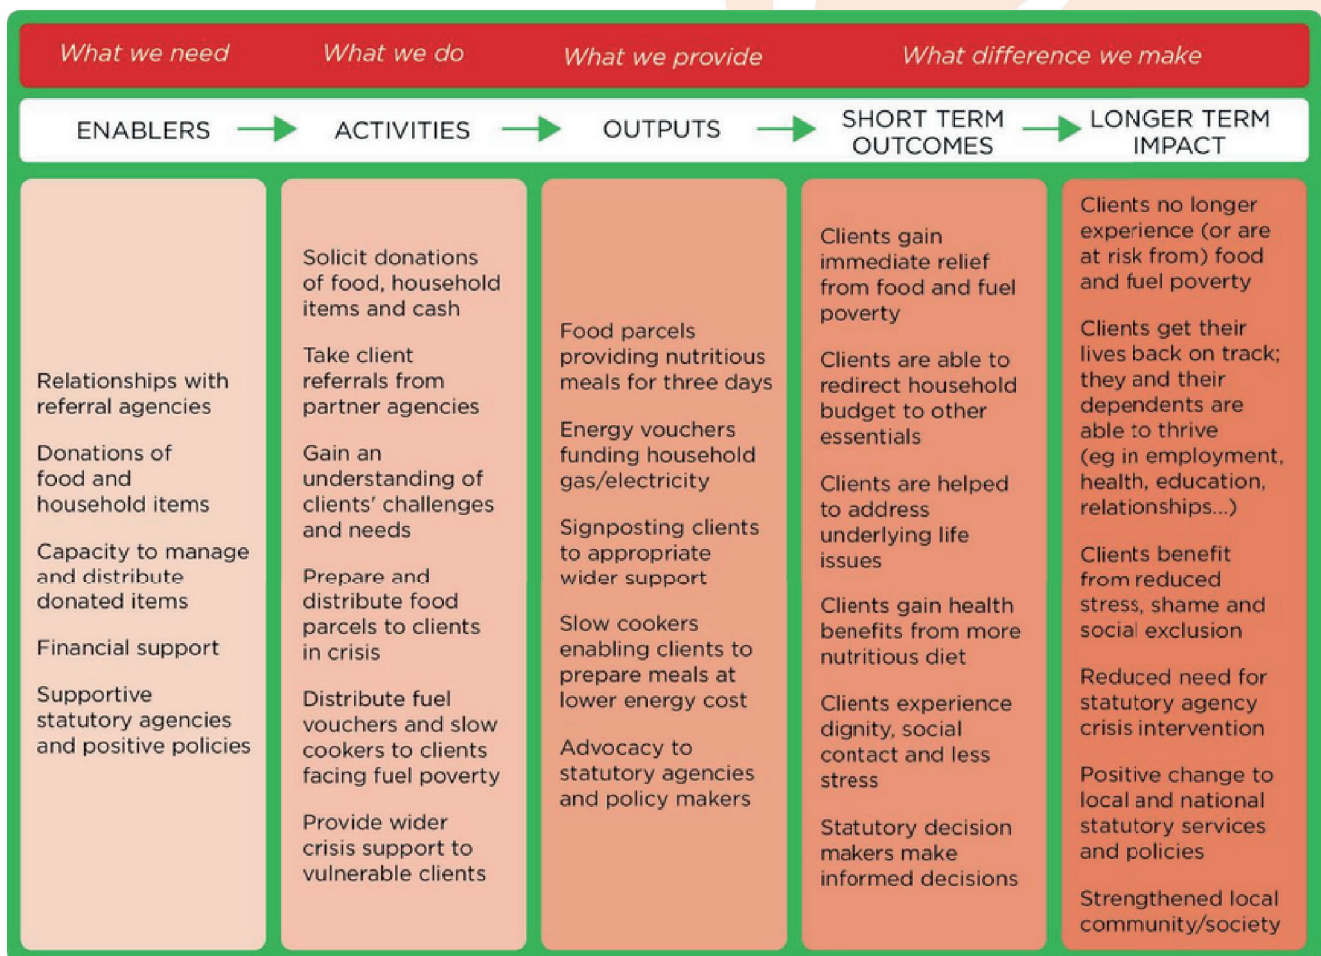 What we need
What we do
What we provide
What difference we make
ENABLERS
ACTIVITIES
OUTPUTS
SHORT TERM
OUTCOMES
LONGER TERM
IMPACT
Relationships with
referral agencies
Donations of
food and
household items
Capacity to manage
and distribute
donated items
Financial support
Supportive
statutory agencies
and positive policies
Solicit donations
of food, household
items and cash
Take client
referrals from
partner agencies
Gain an
understanding of
clients' challenges
and needs
Prepare and
distribute food
parcels to clients
in crisis
Distribute fuel
vouchers and slow
cookers to clients
facing fuel poverty
Provide wider
crisis support to
vulnerable clients
Food parcels
providing nutritious
meals for three days
Energy vouchers
funding household
gas/electricity
Signposting clients
to appropriate
wider support
Slow cookers
enabling clients to
prepare meals at
lower energy cost
Advocacy to
statutory agencies
and policy makers
Clients gain
immediate relief
from food and fuel
poverty
Clients are able to
redirect household
budget to other
essentials
Clients are helped
to address
underlying life
issues
Clients gain health
benefits from more
nutritious diet
Clients experience
dignity, social
contact and less
stress
Statutory decision
makers make
informed decisions
Clients no longer
experience (or are
at risk from) food
and fuel poverty
Clients get their
lives back on track;
they and their
dependents are
able to thrive
(eg in employment,
health, education,
relationships...)
Clients benefit
from reduced
stress, shame and
social exclusion
Reduced need for
statutory agency
crisis intervention
Positive change to
local and national
statutory services
and policies
Strengthened local
community/society